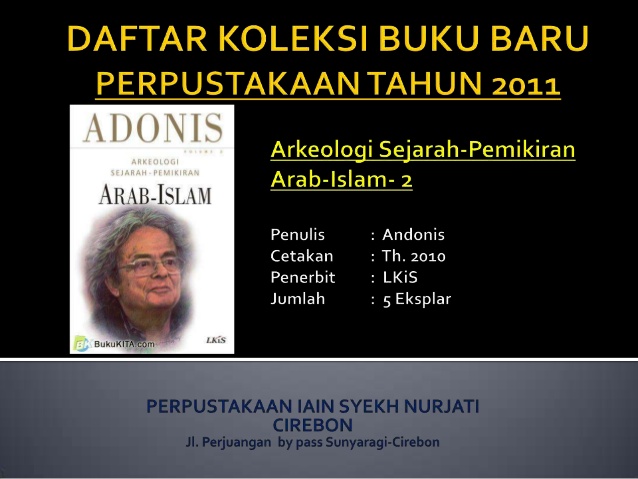 DAFTAR KOLEKSI BUKU BARU
PERPUSTAKAAN TAHUN 2011
ADONIS
VOLUME 2
ARKEOLOGI
SEJARAH-PEMIKIRAN
ARAB-ISLAM
BukuKITA.com
LKiS
Arkeologi Sejarah-Pemikiran
Arab-Islam- 2
Penulis : Andonis
Cetakan : Th. 2010
Penerbit : LKiS
Jumlah : 5 Eksplar
PERPUSTAKAAN IAIN SYEKH NURJATI
CIREBON
Jl. Perjuangan by pass Sunyaragi-Cirebon